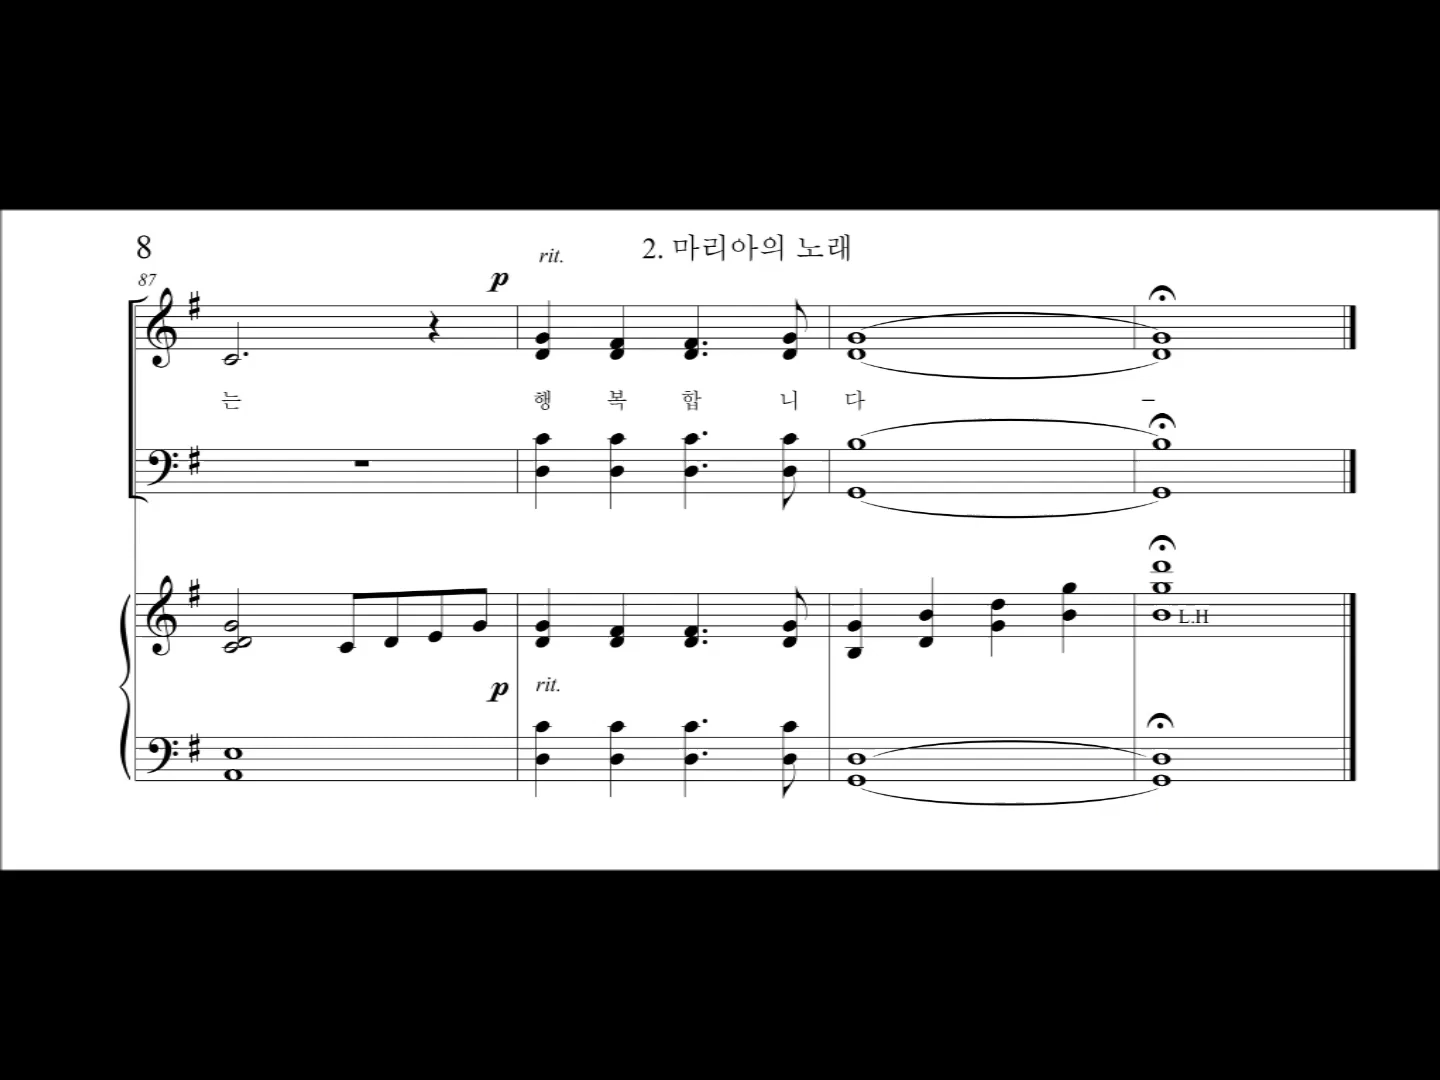 8
2. 마리아의 노래
rit.
87
p
는 행 복 합 니 다 –
L.H
p
rit.